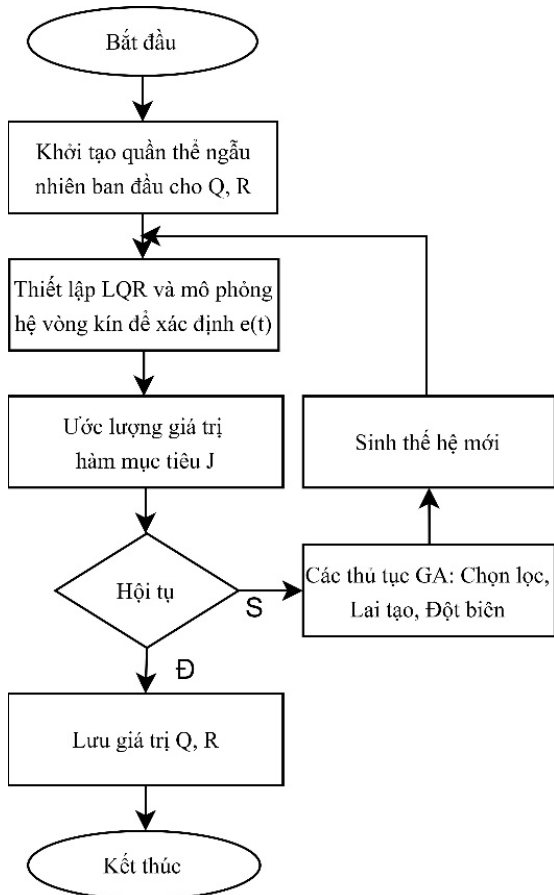 Bắt đầu
Khởi tạo quần thể ngẫu
nhiên ban đầu cho Q, R
Thiết lập LQR và mô phỏng
hệ vòng kín để xác định e(t)
Ước lượng giá trị
hàm mục tiêu J
Sinh thế hệ mới
Hội tụ
S
Các thủ tục GA: Chọn lọc,
Lai tạo, Đột biên
Đ
Lưu giá trị Q, R
Kết thúc